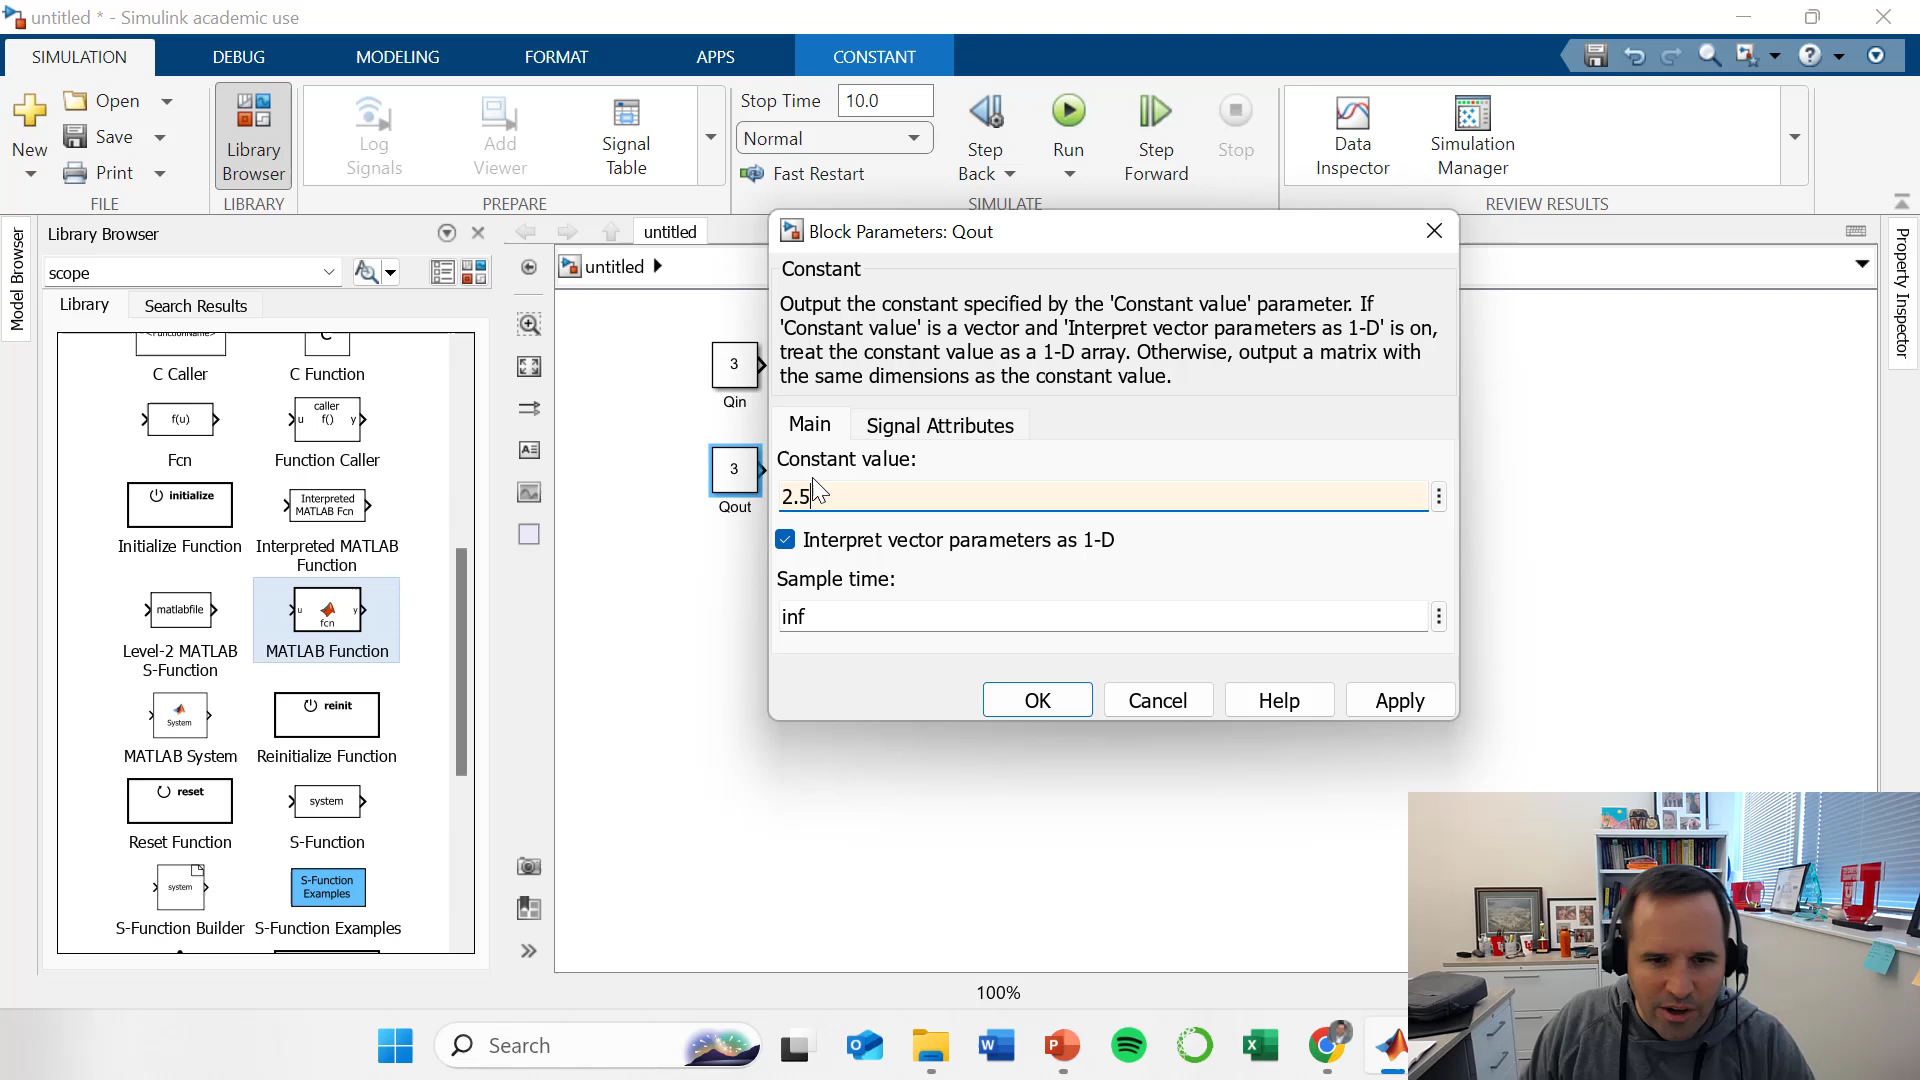 untitled * - Simulink academic use
SIMULATION
DEBUG
MODELING
FORMAT
APPS
CONSTANT
New
Open
Save
Print
FILE
Library
Browser
LIBRARY
Log
Signals
Add
Viewer
Signal
Table
PREPARE
Stop Time 10.0
Normal
Fast Restart
Step
Back
Run
Step
Forward
Stop
SIMULATE
Data
Inspector
Simulation
Manager
REVIEW RESULTS
Model Browser
Library Browser
scope
Library
Search Results
<FunctionName>
C
C Caller
C Function
f(u)
caller
u f() y
Fcn
Function Caller
initialize
Interpreted
MATLAB Fcn
Initialize Function
Interpreted MATLAB
Function
matlabfile
u y
fcn
Level-2 MATLAB
S-Function
MATLAB Function
System
reinit
MATLAB System
Reinitialize Function
reset
system
Reset Function
S-Function
system
S-Function
Examples
S-Function Builder
S-Function Examples
untitled
untitled
3
Qin
3
Qout
Block Parameters: Qout
Constant
Output the constant specified by the 'Constant value' parameter. If
'Constant value' is a vector and 'Interpret vector parameters as 1-D' is on,
treat the constant value as a 1-D array. Otherwise, output a matrix with
the same dimensions as the constant value.
Main
Signal Attributes
Constant value:
2.5
Interpret vector parameters as 1-D
Sample time:
inf
OK
Cancel
Help
Apply
Property Inspector
100%
Search